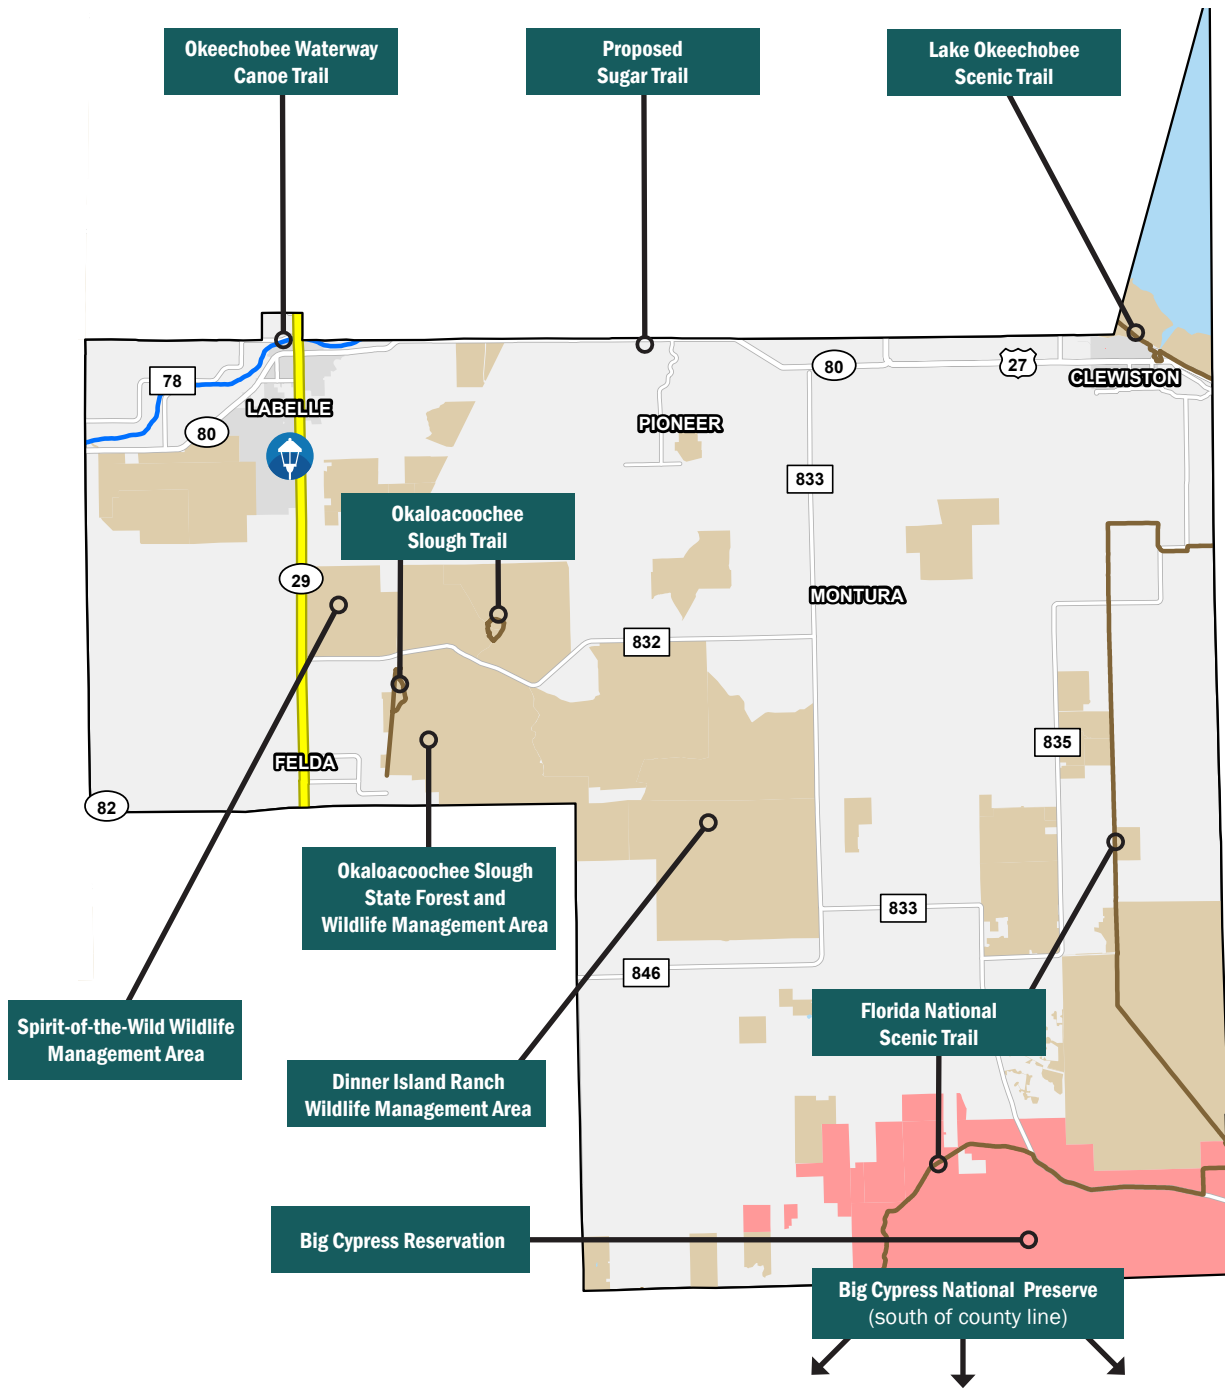 Okeechobee Waterway
Canoe Trail
Proposed
Sugar Trail
Lake Okeechobee
Scenic Trail
78
80
LABELLE
80
27
CLEWISTON
PIONEER
833
Okaloacoochee
Slough Trail
29
MONTURA
832
835
FELDA
82
Okaloacoochee Slough
State Forest and
Wildlife Management Area
833
846
Spirit-of-the-Wild Wildlife
Management Area
Florida National
Scenic Trail
Dinner Island Ranch
Wildlife Management Area
Big Cypress Reservation
Big Cypress National Preserve
(south of county line)